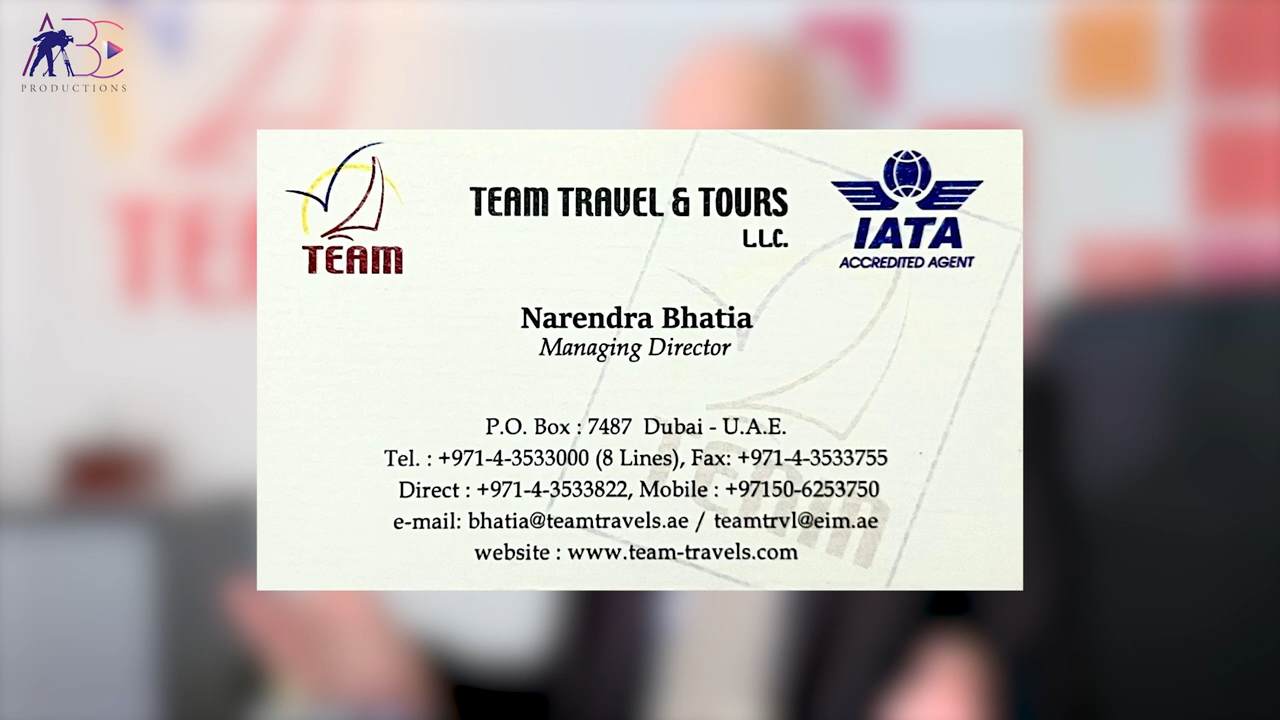 ABC
PRODUCTIONS
TEAM
TEAM TRAVEL & TOURS
L.L.C.
IATA
ACCREDITED AGENT
Narendra Bhatia
Managing Director
P.O. Box : 7487 Dubai - U.A.E.
Tel. : +971-4-3533000 (8 Lines), Fax: +971-4-3533755
Direct : +971-4-3533822, Mobile : +97150-6253750
e-mail: bhatia@teamtravels.ae / teamtrvl@eim.ae
website : www.team-travels.com
TEAM